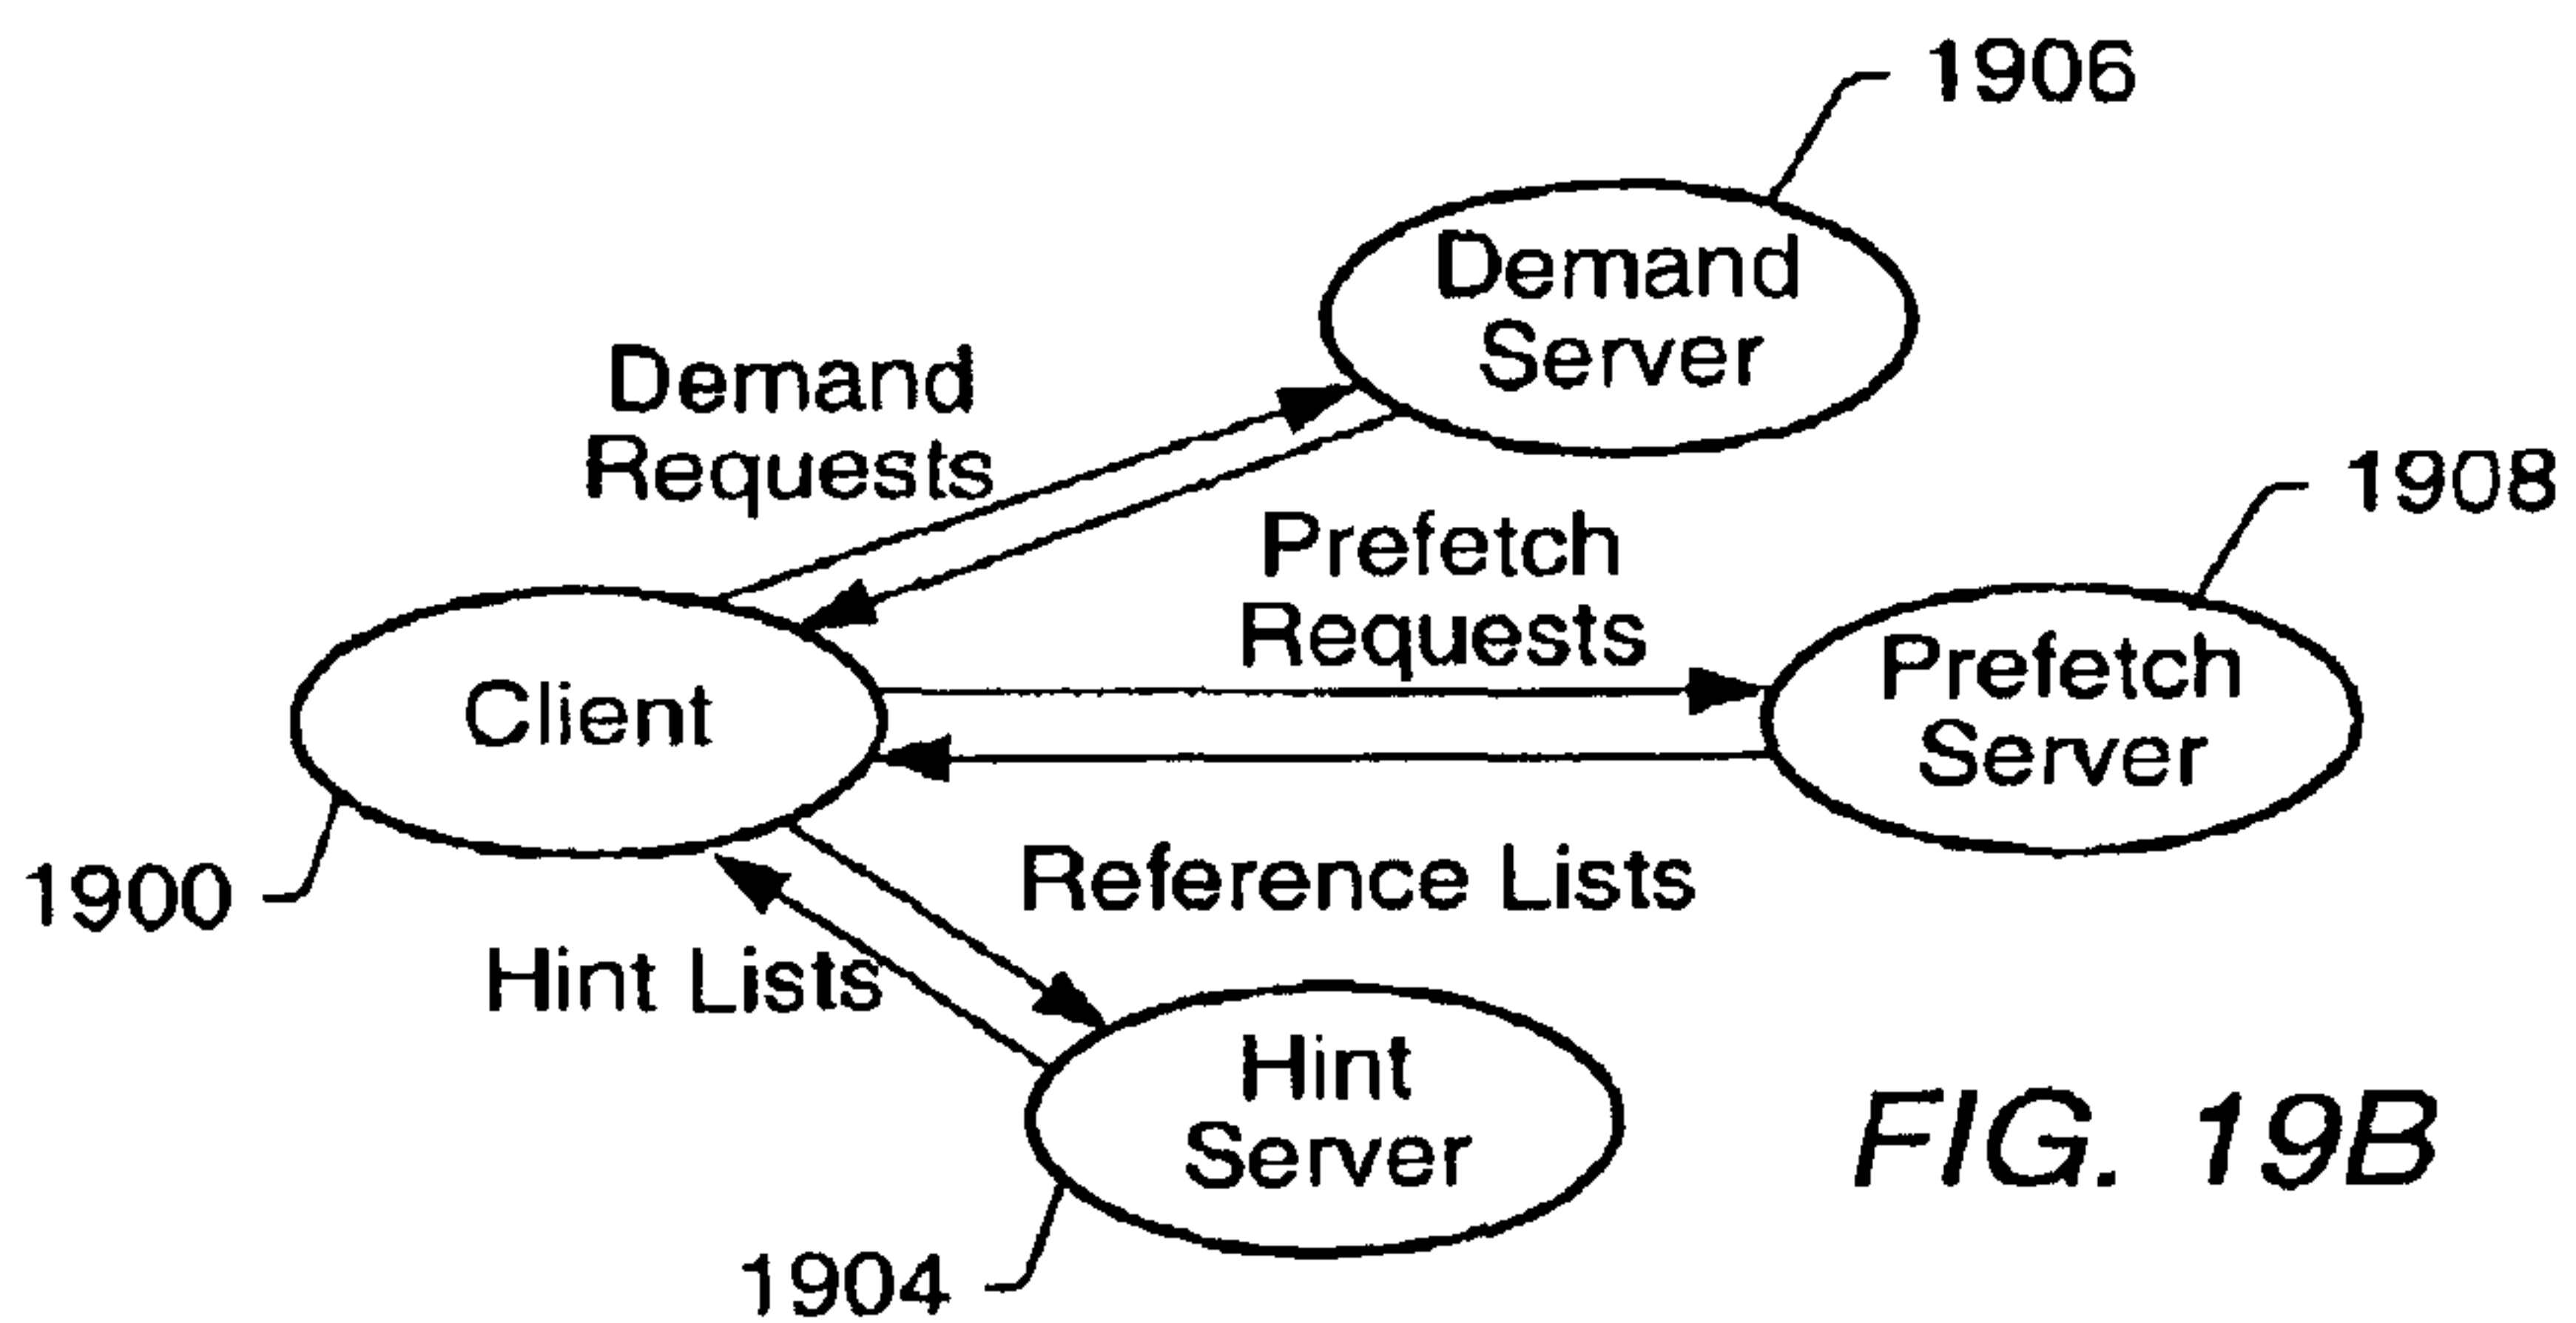 1906
Demand
Server
Demand
Requests
1908
Prefetch
Requests
Prefetch
Server
Client
1900
Reference Lists
Hint Lists
Hint
Server
1904
FIG. 19B